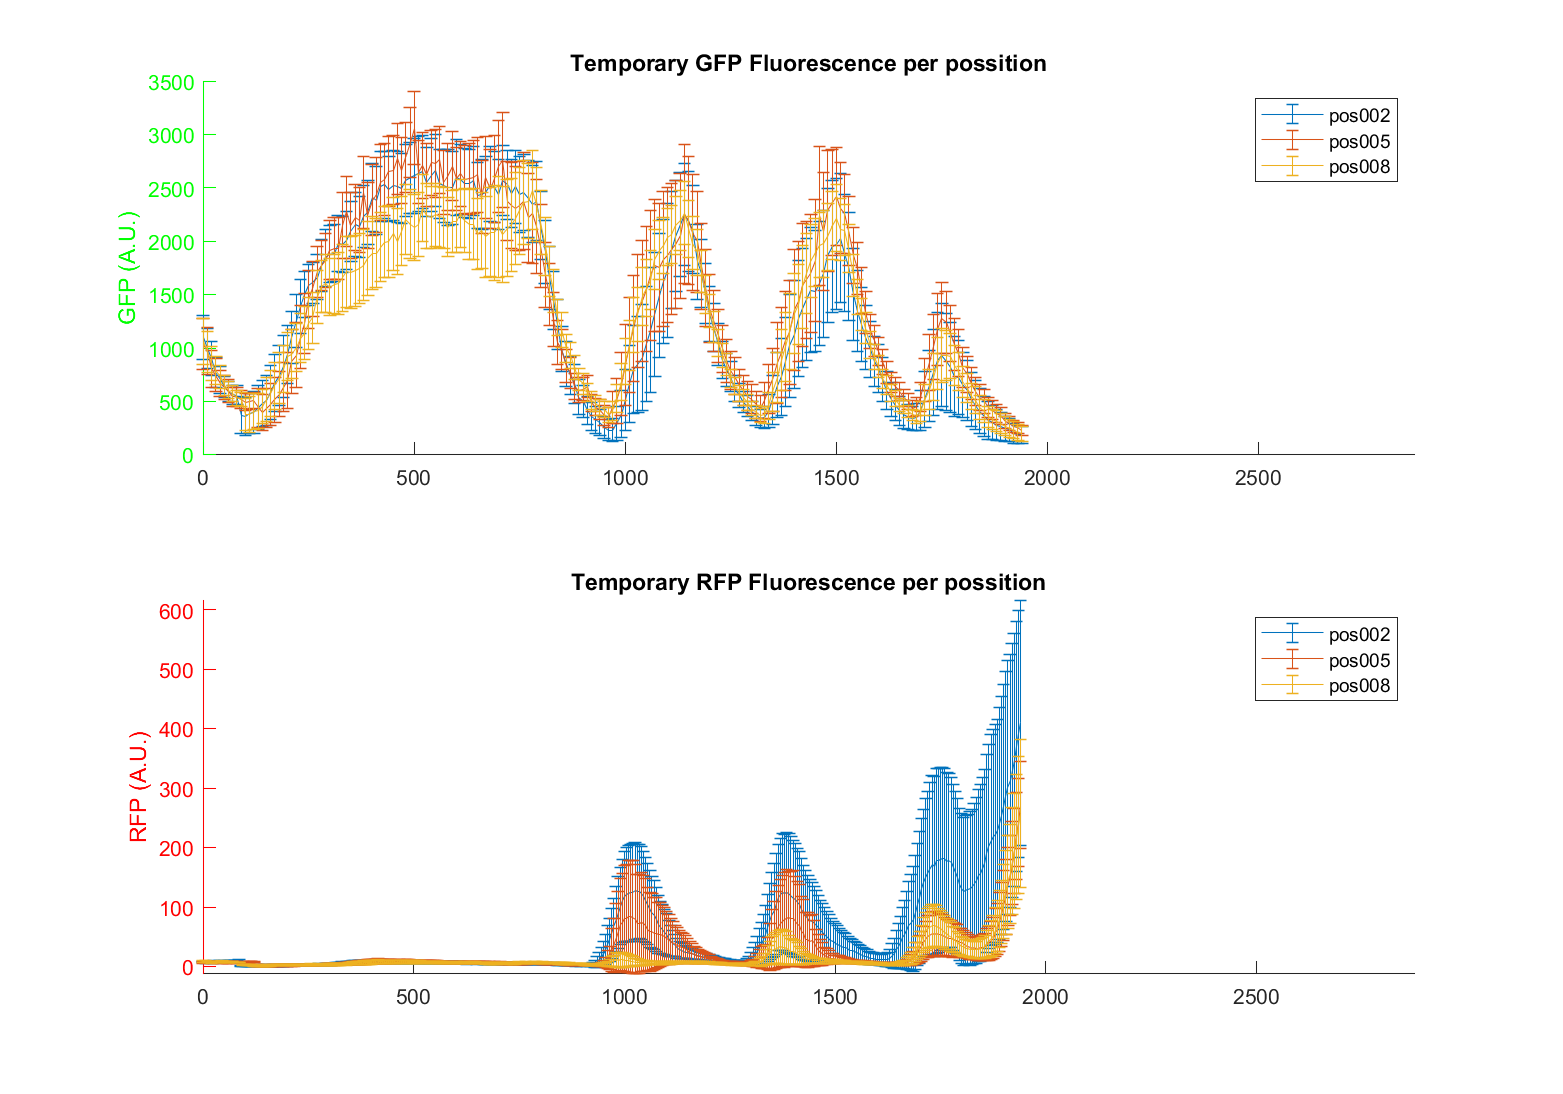 Temporary GFP Fluorescence per possition
3500
3000
2500
2000
1500
1000
500
0
GFP (A.U.)
0 500 1000 1500 2000 2500
pos002
pos005
pos008
Temporary RFP Fluorescence per possition
600
500
400
300
200
100
0
RFP (A.U.)
0 500 1000 1500 2000 2500
pos002
pos005
pos008